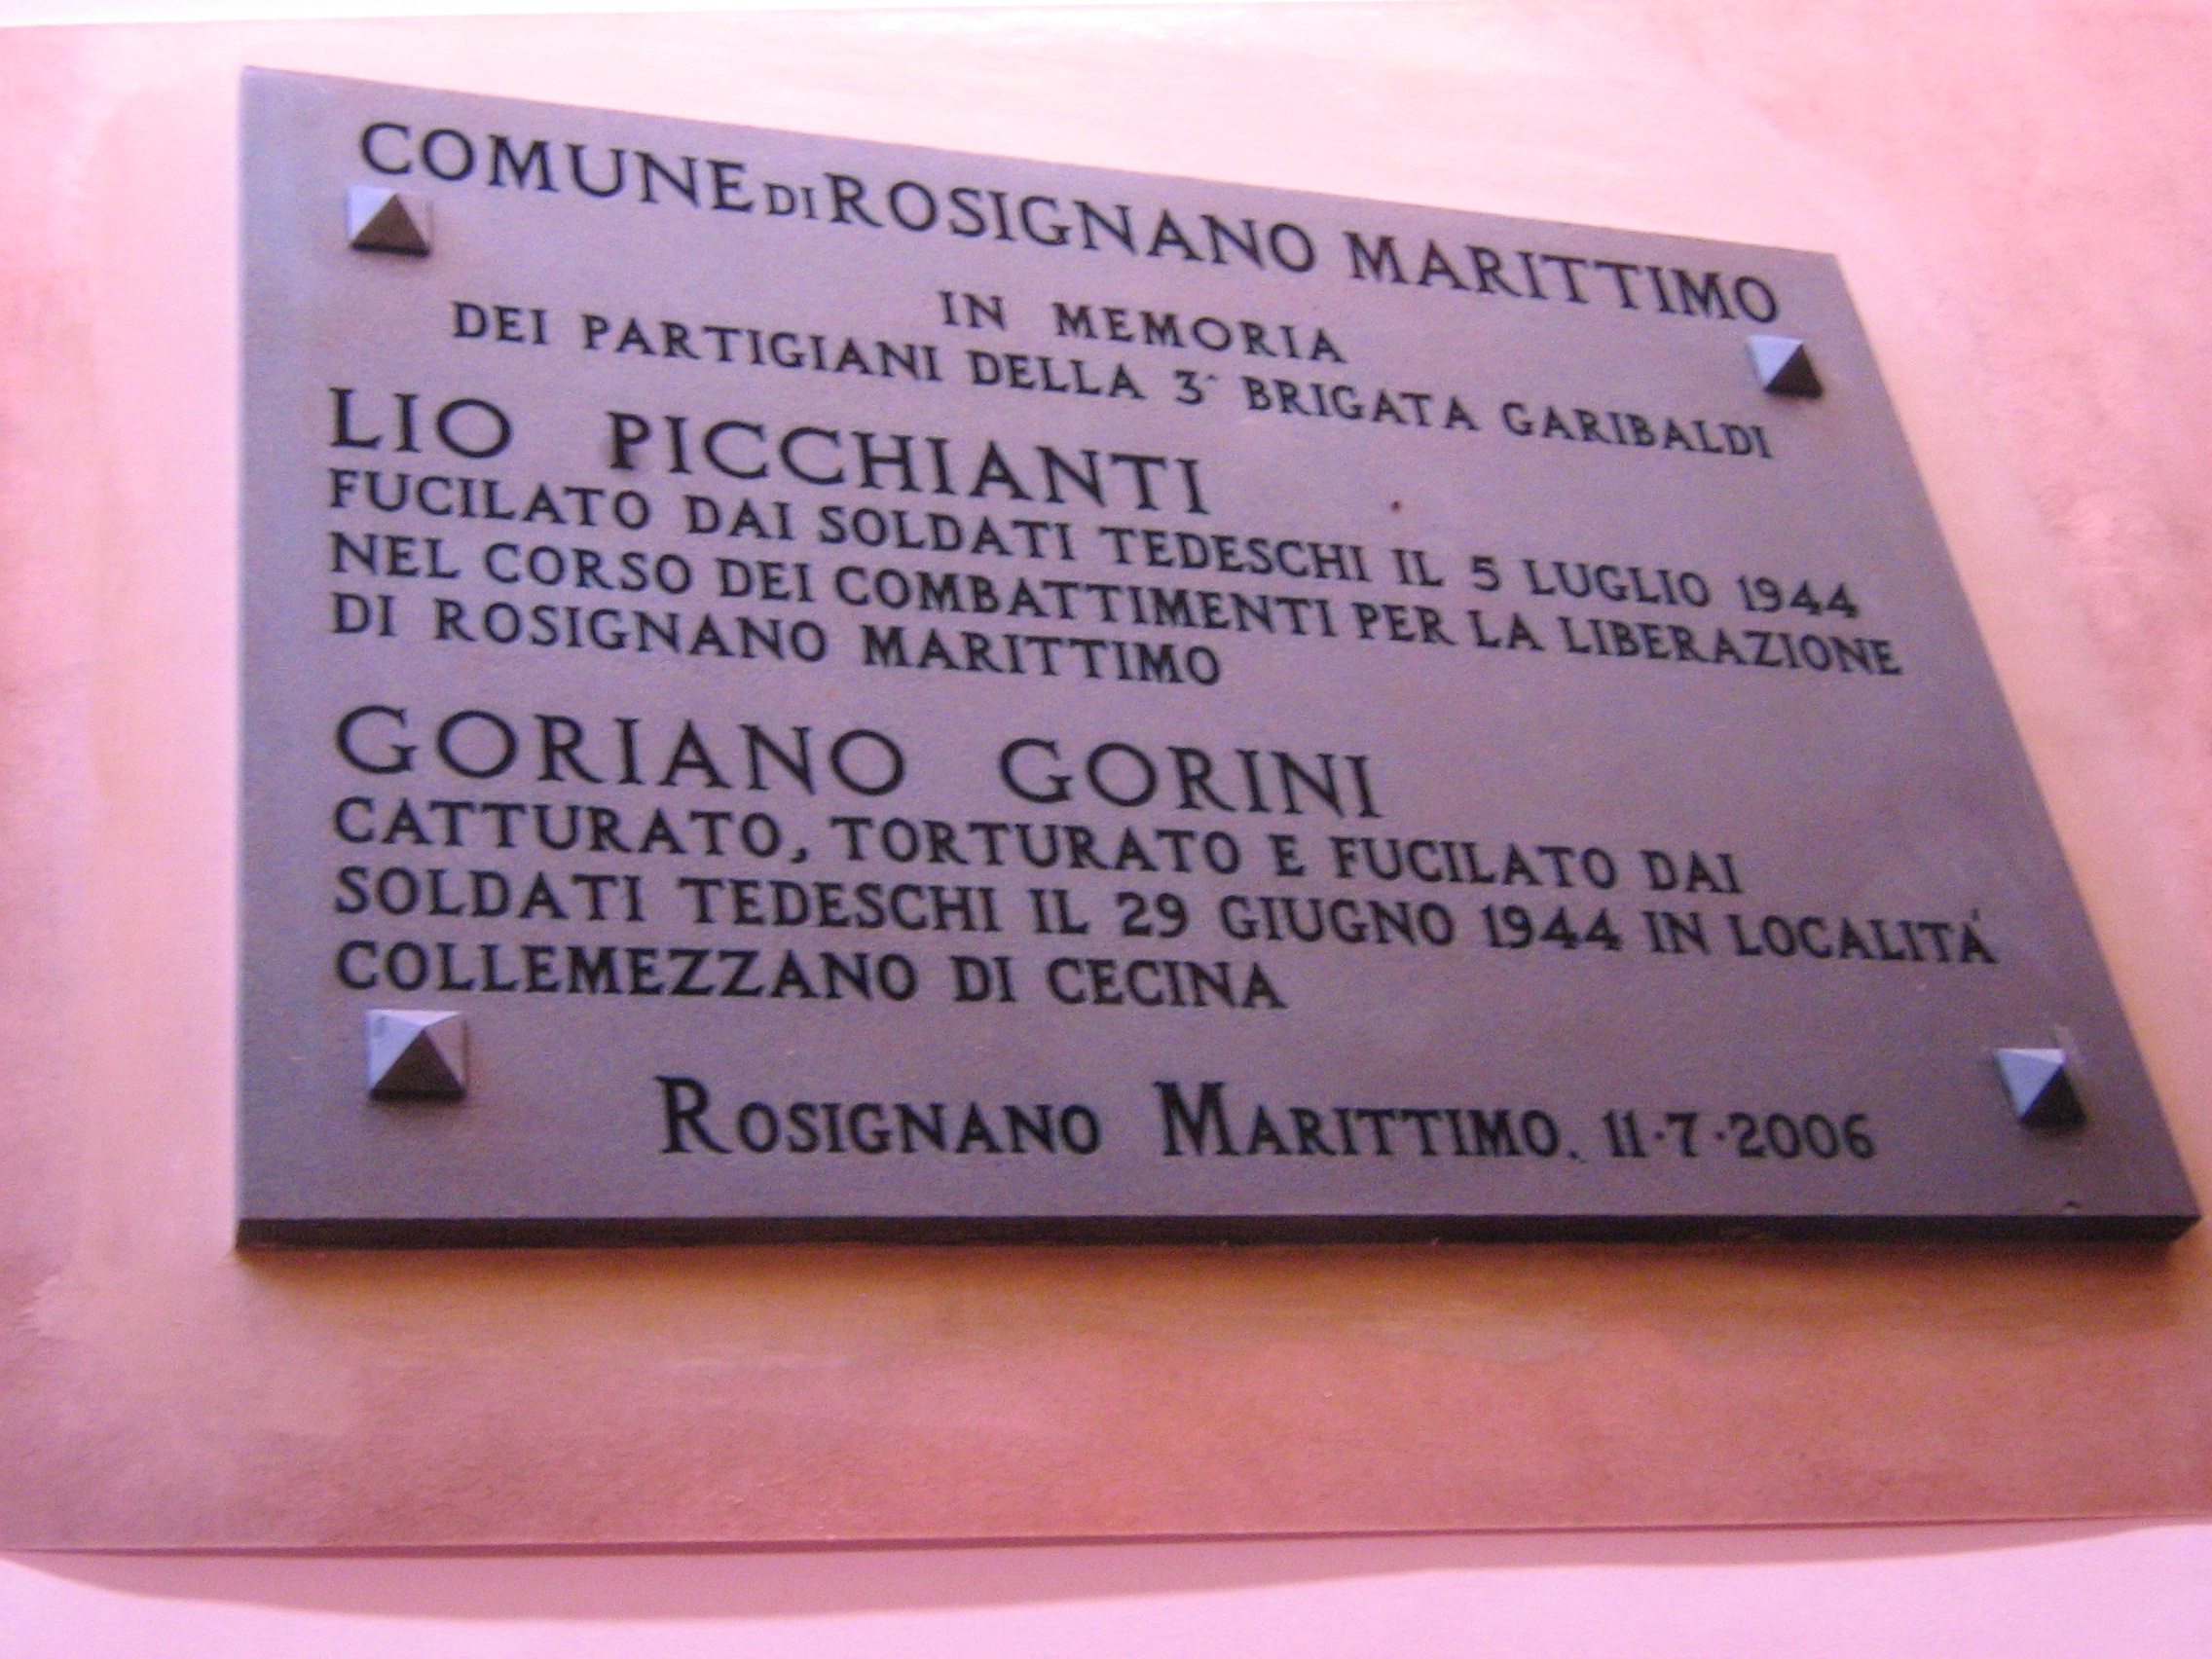 COMUNE DI ROSIGNANO MARITTIMO
IN MEMORIA
DEI PARTIGIANI DELLA 3^ BRIGATA GARIBALDI
LIO PICCHIANTI
FUCILATO DAI SOLDATI TEDESCHI IL 5 LUGLIO 1944
NEL CORSO DEI COMBATTIMENTI PER LA LIBERAZIONE
DI ROSIGNANO MARITTIMO
GORIANO GORINI
CATTURATO, TORTURATO E FUCILATO DAI
SOLDATI TEDESCHI IL 29 GIUGNO 1944 IN LOCALITÁ
COLLEMEZZANO DI CECINA
ROSIGNANO MARITTIMO. 11·7·2006